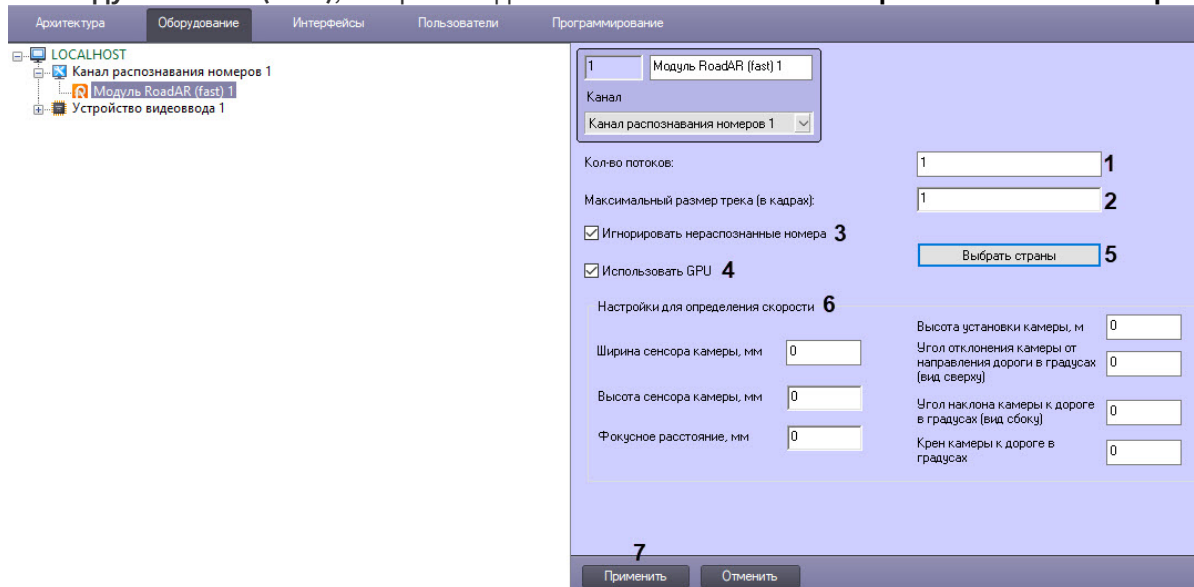 Архитектура Оборудование Интерфейсы Пользователи Программирование
LOCALHOST
Канал распознавания номеров 1
Модуль RoadAR (fast) 1
Устройство видеоввода 1
1 Модуль RoadAR (fast) 1
Канал
Канал распознавания номеров 1
Кол-во потоков: 1 1
Максимальный размер трека (в кадрах): 1 2
Игнорировать нераспознанные номера 3
Выбрать страны 5
Использовать GPU 4
Настройки для определения скорости 6
Ширина сенсора камеры, мм 0
Высота сенсора камеры, мм 0
Фокусное расстояние, мм 0
Высота установки камеры, м 0
Угол отклонения камеры от
направления дороги в градусах 0
(вид сверху)
Угол наклона камеры к дороге 0
в градусах (вид сбоку)
Крен камеры к дороге в 0
градусах
7
Применить Отменить